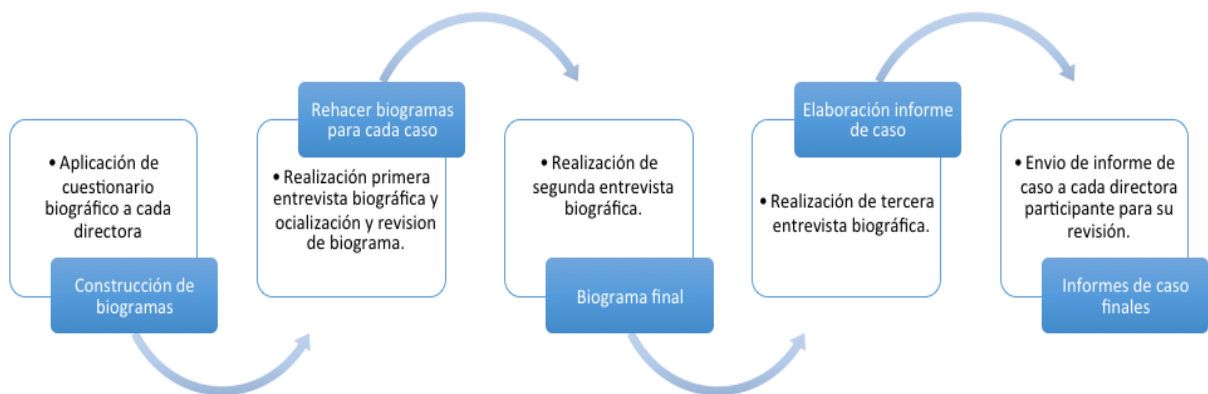 • Aplicación de
cuestionario
biográfico a cada
directora
Construcción de
biogramas
Rehacer biogramas
para cada caso
• Realización primera
entrevista biográfica y
ocialización y revision
de biograma.
• Realización de
segunda entrevista
biográfica.
Biograma final
Elaboración informe
de caso
• Realización de tercera
entrevista biográfica.
• Envio de informe de
caso a cada directora
participante para su
revisión.
Informes de caso
finales